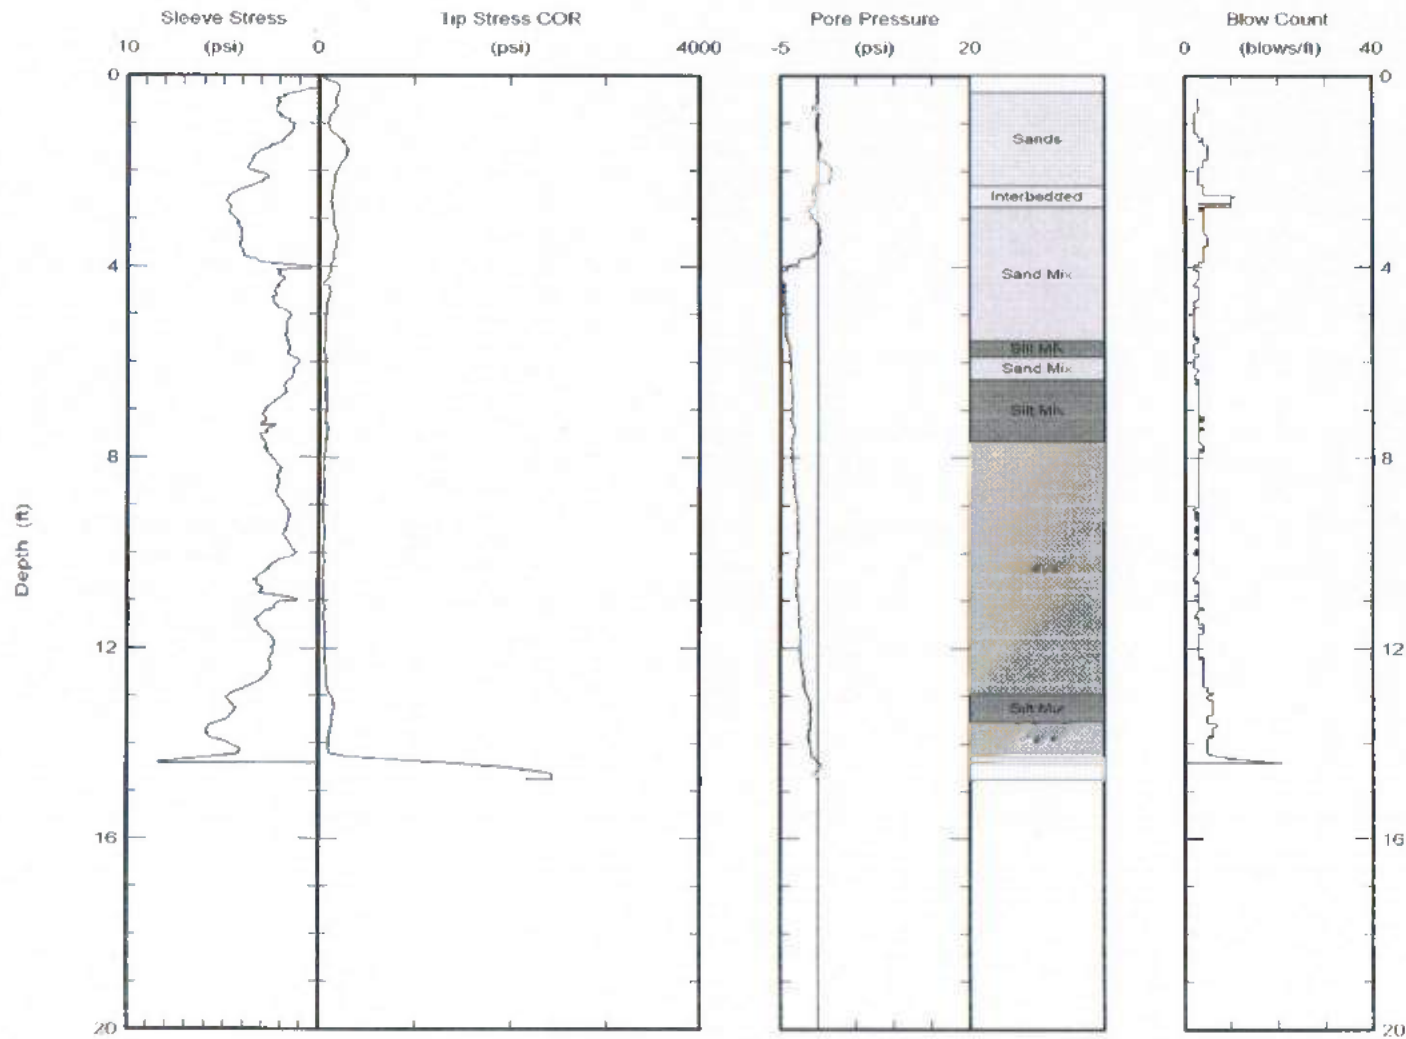 Sleeve Stress
Tip Stress COR
Pore Pressure
Blow Count
10 (psi) 0 (psi) 4000
-5 (psi) 20
0 (blows/ft) 40
0
0
Sands
Interbedded
4
Sand Mix
4
Silt Mix
Sand Mix
Silt Mix
8
8
Depth (ft)
12
12
Silt Mix
16
16
20
20